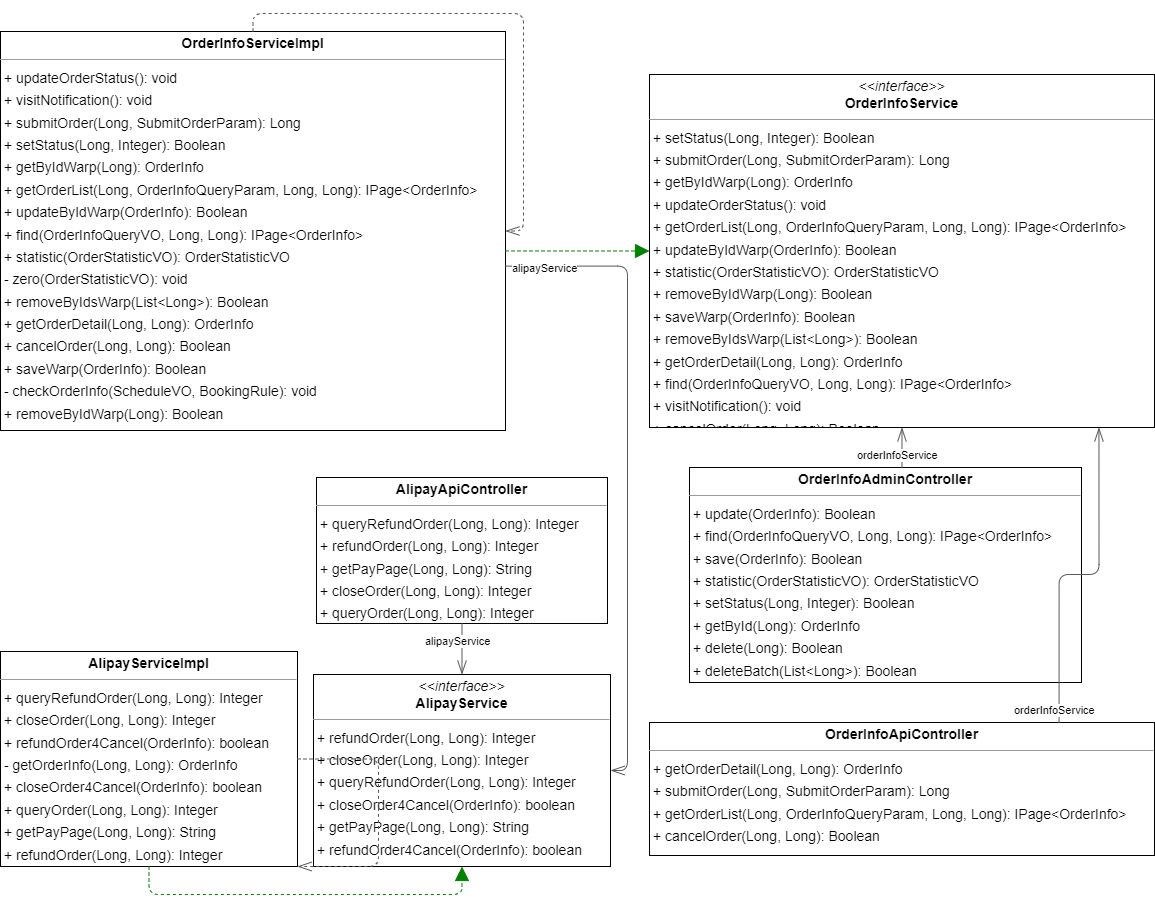 OrderInfoServiceImpl
+ updateOrderStatus(): void
+ visitNotification(): void
+ submitOrder(Long, SubmitOrderParam): Long
+ setStatus(Long, Integer): Boolean
+ getByIdWarp(Long): OrderInfo
+ getOrderList(Long, OrderInfoQueryParam, Long, Long): IPage<OrderInfo>
+ updateByIdWarp(OrderInfo): Boolean
+ find(OrderInfoQueryVO, Long, Long): IPage<OrderInfo>
+ statistic(OrderStatisticVO): OrderStatisticVO
- zero(OrderStatisticVO): void
+ removeByIdsWarp(List<Long>): Boolean
+ getOrderDetail(Long, Long): OrderInfo
+ cancelOrder(Long, Long): Boolean
+ saveWarp(OrderInfo): Boolean
- checkOrderInfo(ScheduleVO, BookingRule): void
+ removeByIdWarp(Long): Boolean
<<interface>>
OrderInfoService
+ setStatus(Long, Integer): Boolean
+ submitOrder(Long, SubmitOrderParam): Long
+ getByIdWarp(Long): OrderInfo
+ updateOrderStatus(): void
+ getOrderList(Long, OrderInfoQueryParam, Long, Long): IPage<OrderInfo>
+ updateByIdWarp(OrderInfo): Boolean
+ statistic(OrderStatisticVO): OrderStatisticVO
+ removeByIdWarp(Long): Boolean
+ saveWarp(OrderInfo): Boolean
+ removeByIdsWarp(List<Long>): Boolean
+ getOrderDetail(Long, Long): OrderInfo
+ find(OrderInfoQueryVO, Long, Long): IPage<OrderInfo>
+ visitNotification(): void
+ cancelOrder(Long, Long): Boolean
alipayService
orderInfoService
AlipayApiController
+ queryRefundOrder(Long, Long): Integer
+ refundOrder(Long, Long): Integer
+ getPayPage(Long, Long): String
+ closeOrder(Long, Long): Integer
+ queryOrder(Long, Long): Integer
alipayService
OrderInfoAdminController
+ update(OrderInfo): Boolean
+ find(OrderInfoQueryVO, Long, Long): IPage<OrderInfo>
+ save(OrderInfo): Boolean
+ statistic(OrderStatisticVO): OrderStatisticVO
+ setStatus(Long, Integer): Boolean
+ getById(Long): OrderInfo
+ delete(Long): Boolean
+ deleteBatch(List<Long>): Boolean
orderInfoService
AlipayServiceImpl
+ queryRefundOrder(Long, Long): Integer
+ closeOrder(Long, Long): Integer
+ refundOrder4Cancel(OrderInfo): boolean
- getOrderInfo(Long, Long): OrderInfo
+ closeOrder4Cancel(OrderInfo): boolean
+ queryOrder(Long, Long): Integer
+ getPayPage(Long, Long): String
+ refundOrder(Long, Long): Integer
<<interface>>
AlipayService
+ refundOrder(Long, Long): Integer
+ closeOrder(Long, Long): Integer
+ queryRefundOrder(Long, Long): Integer
+ closeOrder4Cancel(OrderInfo): boolean
+ getPayPage(Long, Long): String
+ refundOrder4Cancel(OrderInfo): boolean
OrderInfoApiController
+ getOrderDetail(Long, Long): OrderInfo
+ submitOrder(Long, SubmitOrderParam): Long
+ getOrderList(Long, OrderInfoQueryParam, Long, Long): IPage<OrderInfo>
+ cancelOrder(Long, Long): Boolean